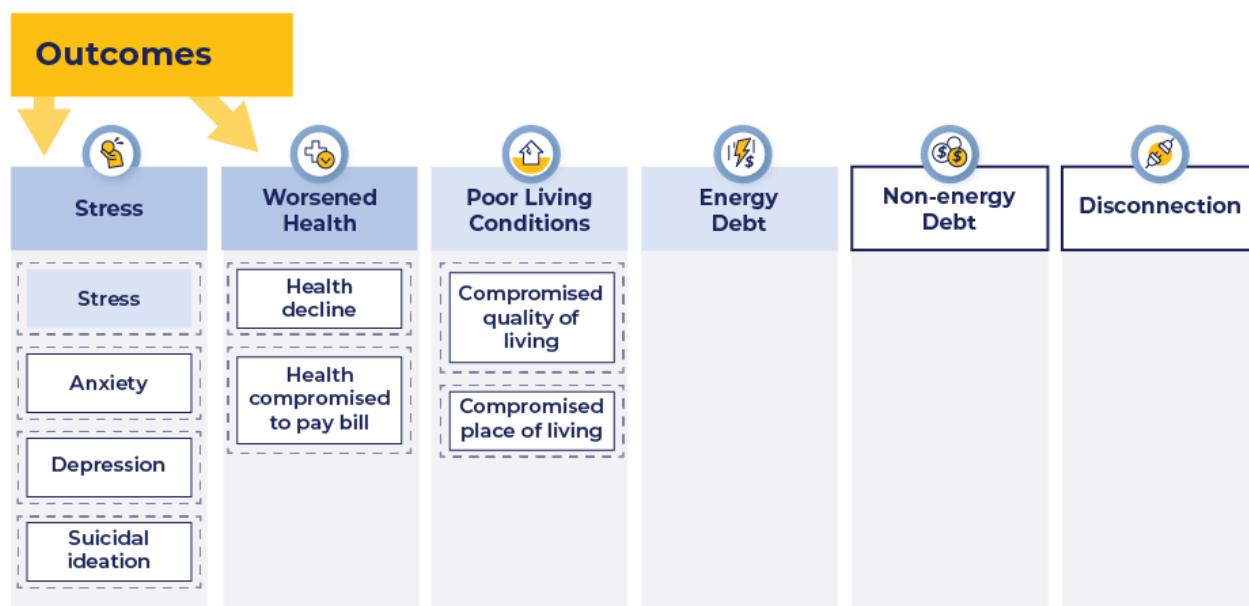 Outcomes
Stress
Worsened
Health
Poor Living
Conditions
Energy
Debt
Non-energy
Debt
Disconnection
Stress
Anxiety
Depression
Suicidal
ideation
Health
decline
Health
compromised
to pay bill
Compromised
quality of
living
Compromised
place of living